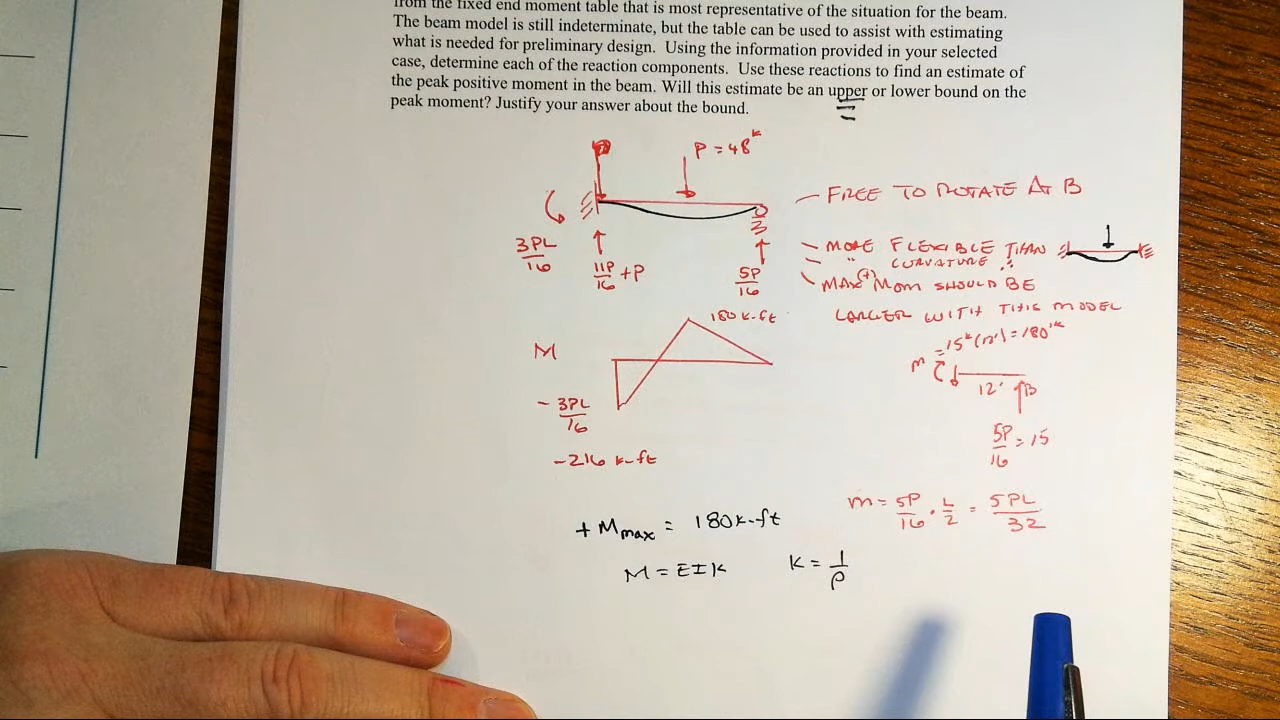 from the fixed end moment table that is most representative of the situation for the beam.
The beam model is still indeterminate, but the table can be used to assist with estimating
what is needed for preliminary design. Using the information provided in your selected
case, determine each of the reaction components. Use these reactions to find an estimate of
the peak positive moment in the beam. Will this estimate be an upper or lower bound on the
peak moment? Justify your answer about the bound.
P = 48k
– FREE TO ROTATE AT B
3PL/16
11P/16 + P
5P/16
– MORE FLEXIBLE THAN
– " CURVATURE ∴
– MAX (+) MOM SHOULD BE
LARGER WITH THIS MODEL
180 k-ft
M
- 3PL/16
-216 k-ft
M = 15k(12') = 180'k
12'
B
5P/16 = 15
M = 5P/16 · L/2 = 5PL/32
+ Mmax = 180 k-ft
M = EIK
K = 1/ρ